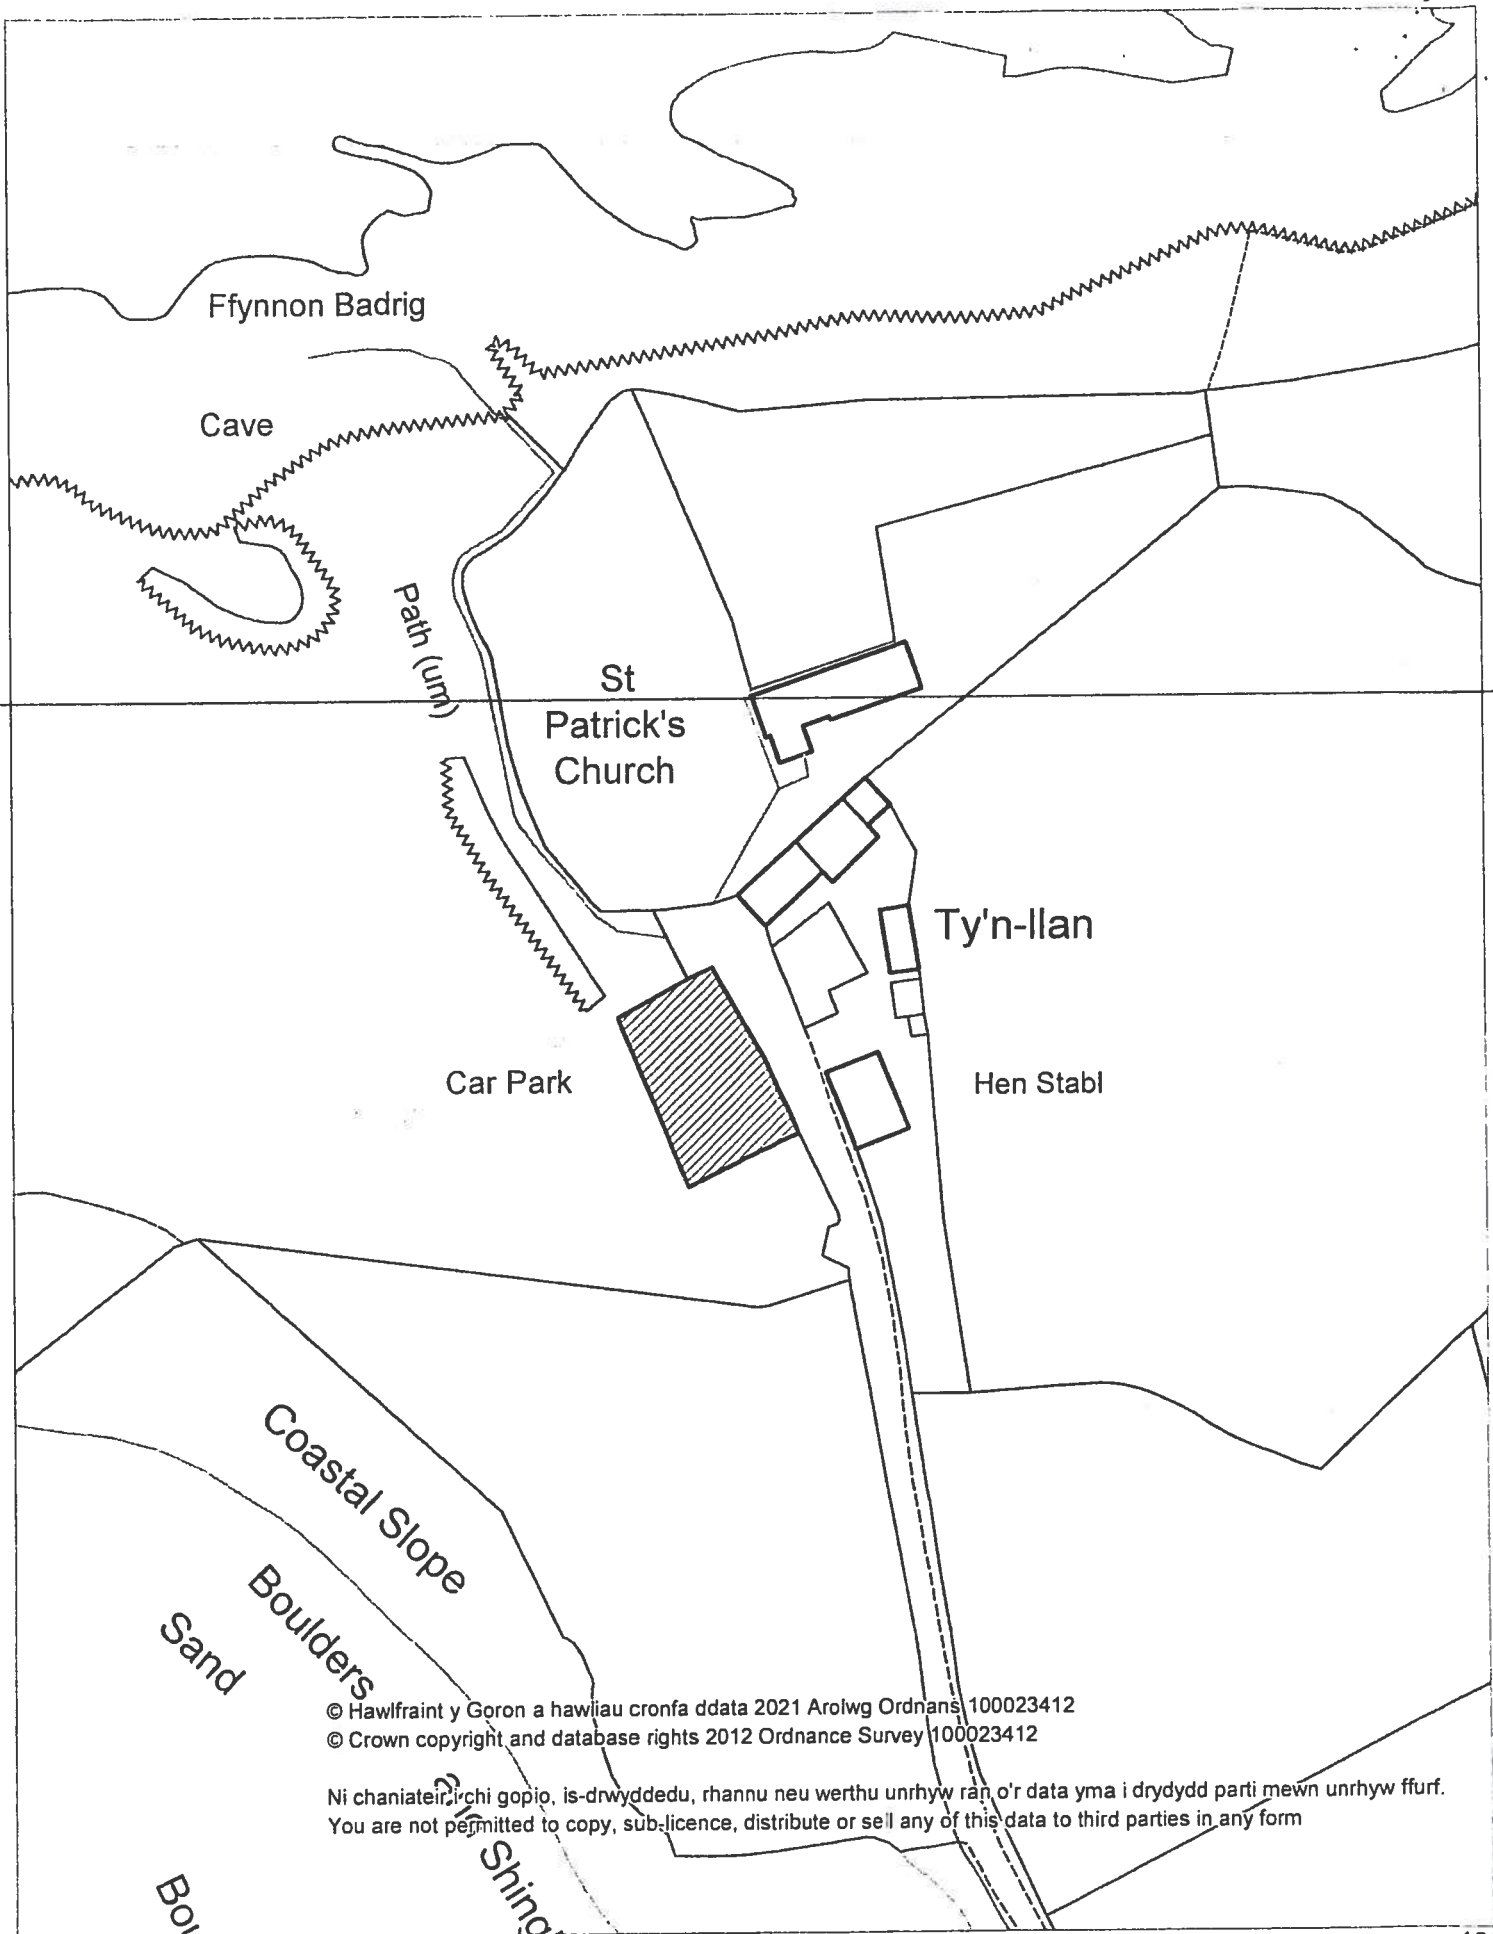 Ffynnon Badrig
Cave
Path (um)
St
Patrick's
Church
Ty'n-llan
Car Park
Hen Stabl
Coastal Slope
Boulders
Sand
© Hawlfraint y Goron a hawliau cronfa ddata 2021 Arolwg Ordnans 100023412
© Crown copyright and database rights 2012 Ordnance Survey 100023412
Ni chaniateir ichi gopio, is-drwyddedu, rhannu neu werthu unrhyw ran o'r data yma i drydydd parti mewn unrhyw ffurf.
You are not permitted to copy, sub-licence, distribute or sell any of this data to third parties in any form